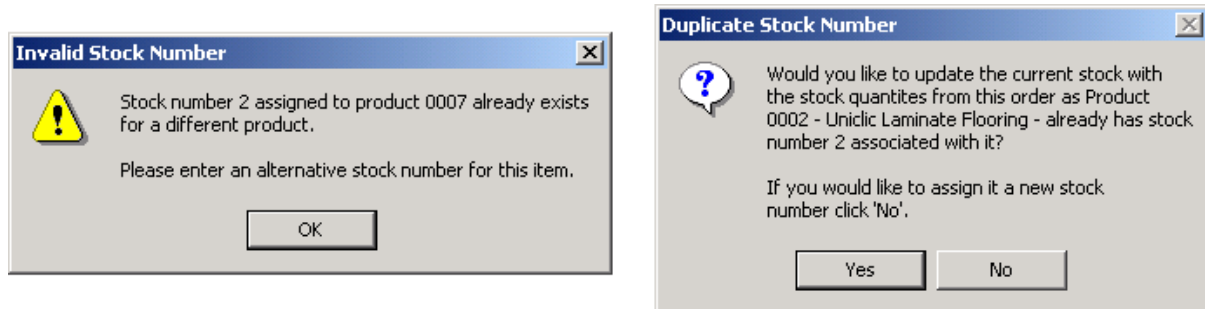 Invalid Stock Number
Stock number 2 assigned to product 0007 already exists
for a different product.
Please enter an alternative stock number for this item.
OK
Duplicate Stock Number
Would you like to update the current stock with
the stock quantites from this order as Product
0002 - Uniclic Laminate Flooring - already has stock
number 2 associated with it?
If you would like to assign it a new stock
number click 'No'.
Yes
No